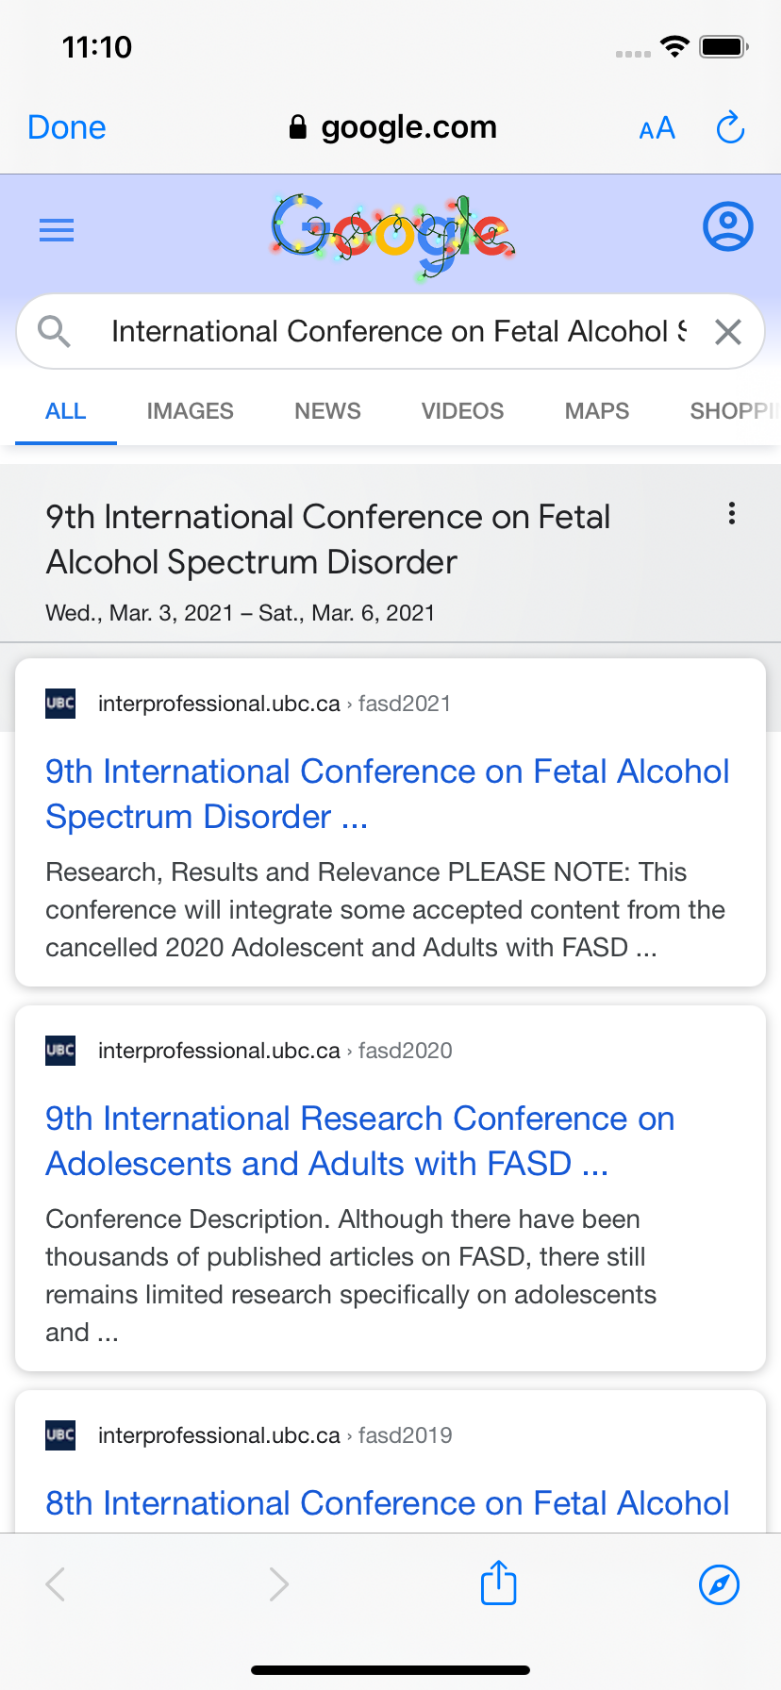 11:10
Done
google.com
AA
Google
International Conference on Fetal Alcohol S
ALL IMAGES NEWS VIDEOS MAPS SHOPPI
9th International Conference on Fetal
Alcohol Spectrum Disorder
Wed., Mar. 3, 2021 – Sat., Mar. 6, 2021
UBC interprofessional.ubc.ca › fasd2021
9th International Conference on Fetal Alcohol
Spectrum Disorder ...
Research, Results and Relevance PLEASE NOTE: This
conference will integrate some accepted content from the
cancelled 2020 Adolescent and Adults with FASD ...
UBC interprofessional.ubc.ca › fasd2020
9th International Research Conference on
Adolescents and Adults with FASD ...
Conference Description. Although there have been
thousands of published articles on FASD, there still
remains limited research specifically on adolescents
and ...
UBC interprofessional.ubc.ca › fasd2019
8th International Conference on Fetal Alcohol